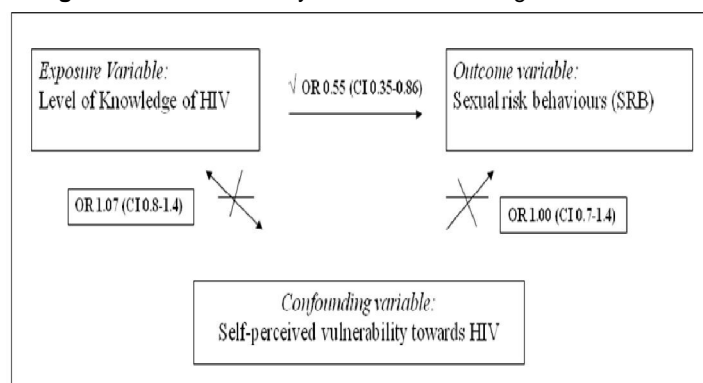 Exposure Variable:
Level of Knowledge of HIV
√ OR 0.55 (CI 0.35-0.86)
Outcome variable:
Sexual risk behaviours (SRB)
OR 1.07 (CI 0.8-1.4)
OR 1.00 (CI 0.7-1.4)
Confounding variable:
Self-perceived vulnerability towards HIV